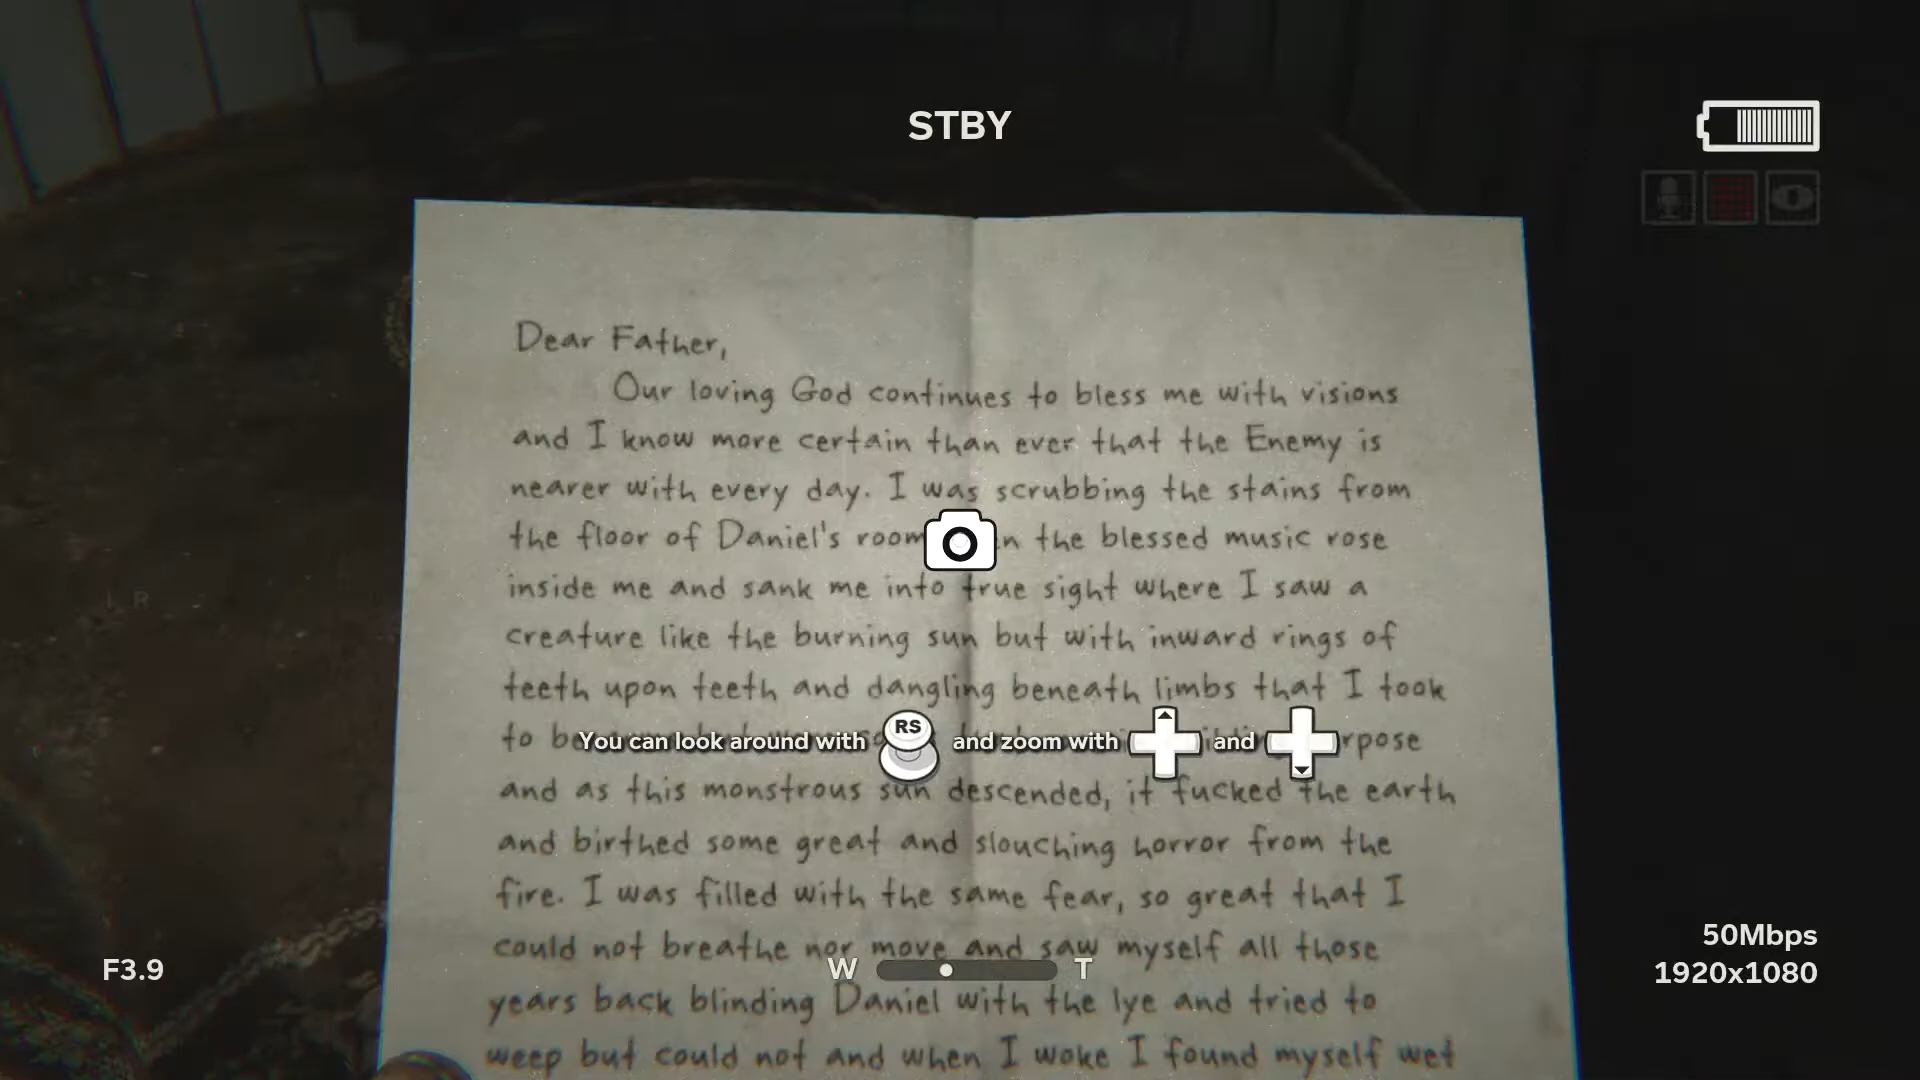 STBY
Dear Father,
Our loving God continues to bless me with visions
and I know more certain than ever that the Enemy is
nearer with every day. I was scrubbing the stains from
the floor of Daniel's room the blessed music rose
inside me and sank me into true sight where I saw a
creature like the burning sun but with inward rings of
teeth upon teeth and dangling beneath limbs that I took
to
You can look around with RS and zoom with and
and as this monstrous sun descended, it fucked the earth
and birthed some great and slouching horror from the
fire. I was filled with the same fear, so great that I
could not breathe nor move and saw myself all those
years back blinding Daniel with the lye and tried to
weep but could not and when I woke I found myself wet
W T
F3.9
50Mbps
1920x1080